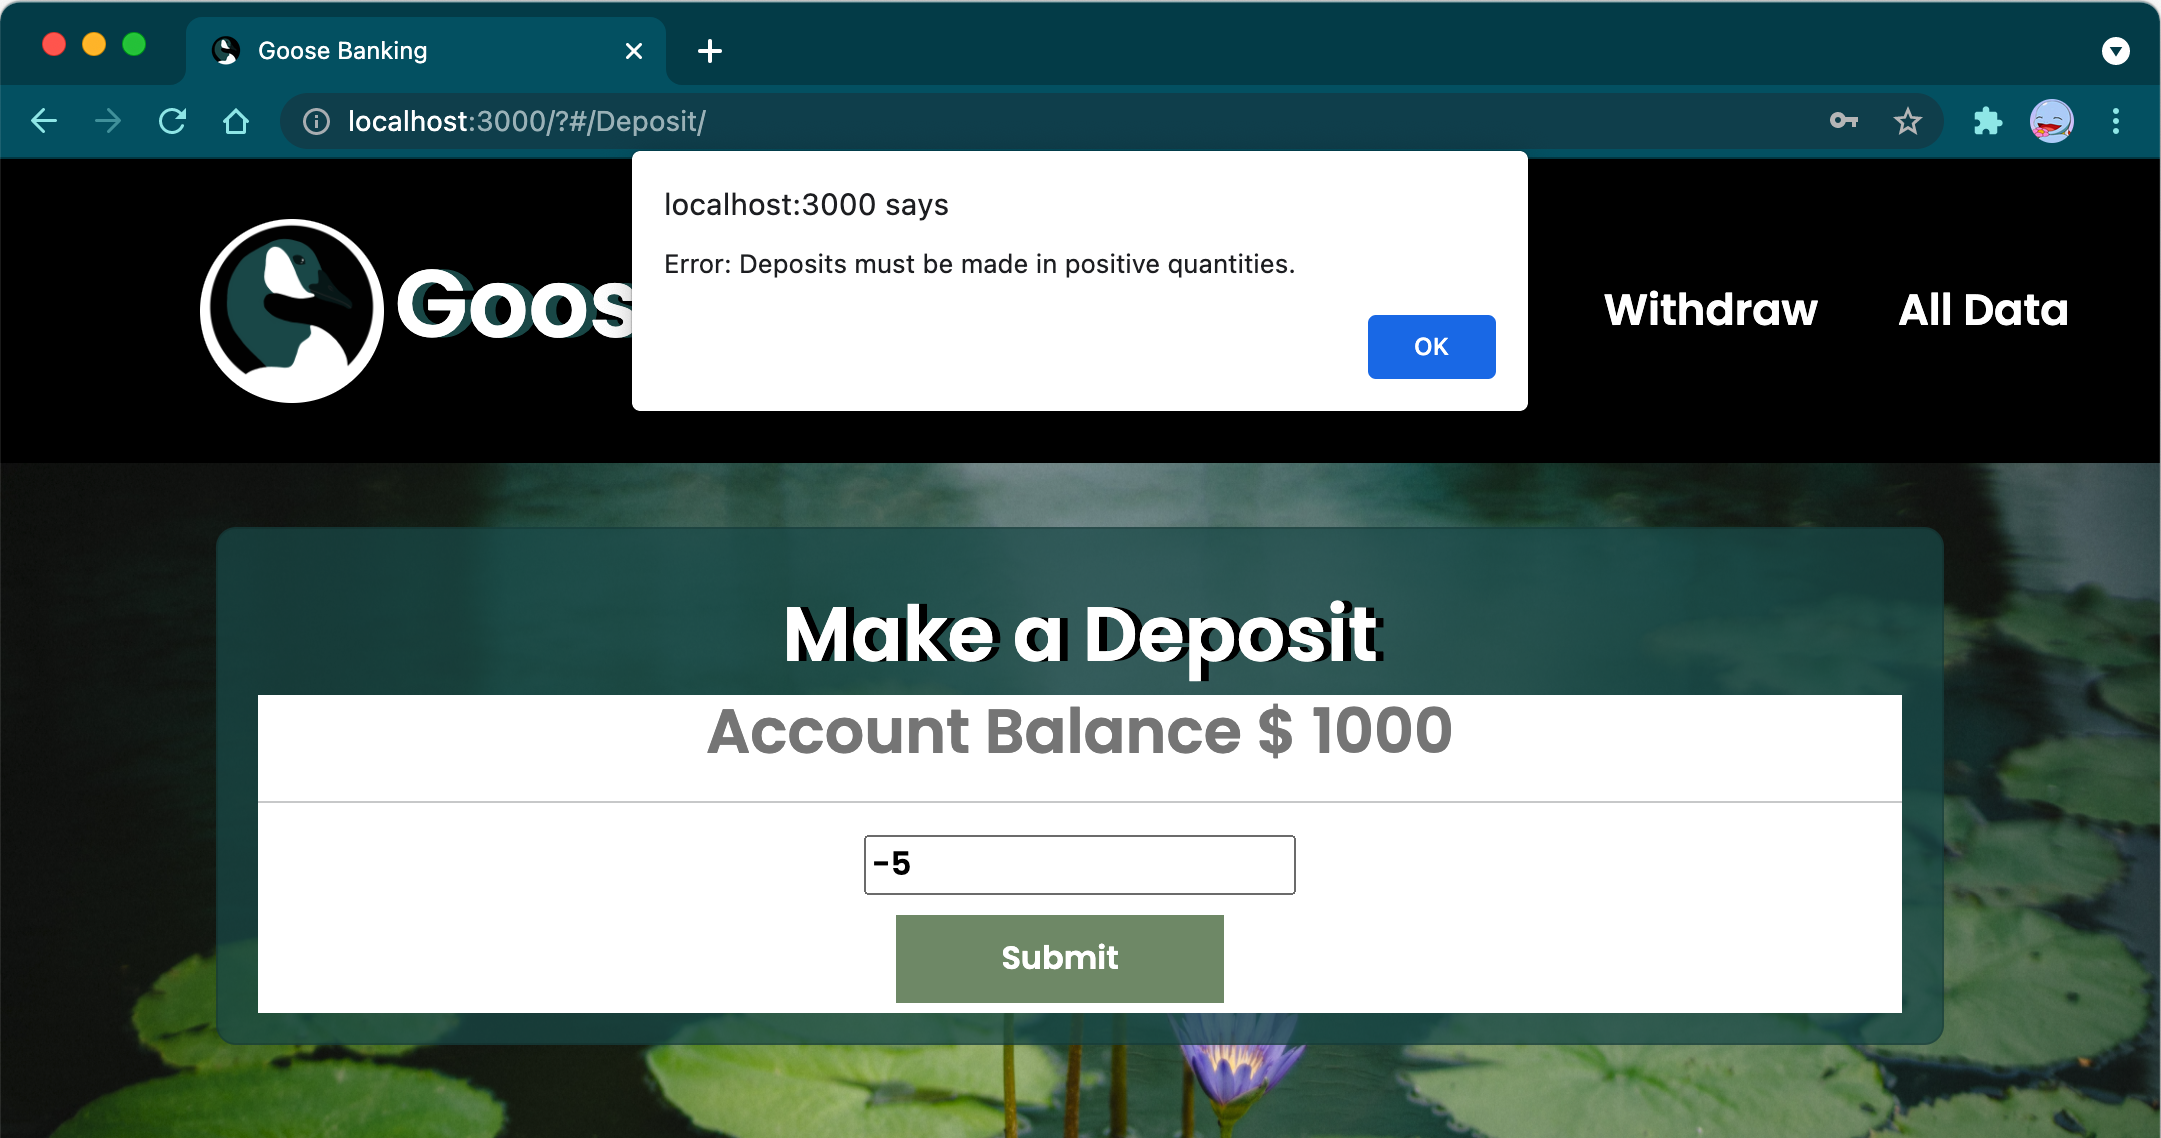 Goose Banking
localhost:3000/?#/Deposit/
localhost:3000 says
Error: Deposits must be made in positive quantities.
OK
Goos
Withdraw
All Data
Make a Deposit
Account Balance $ 1000
-5
Submit